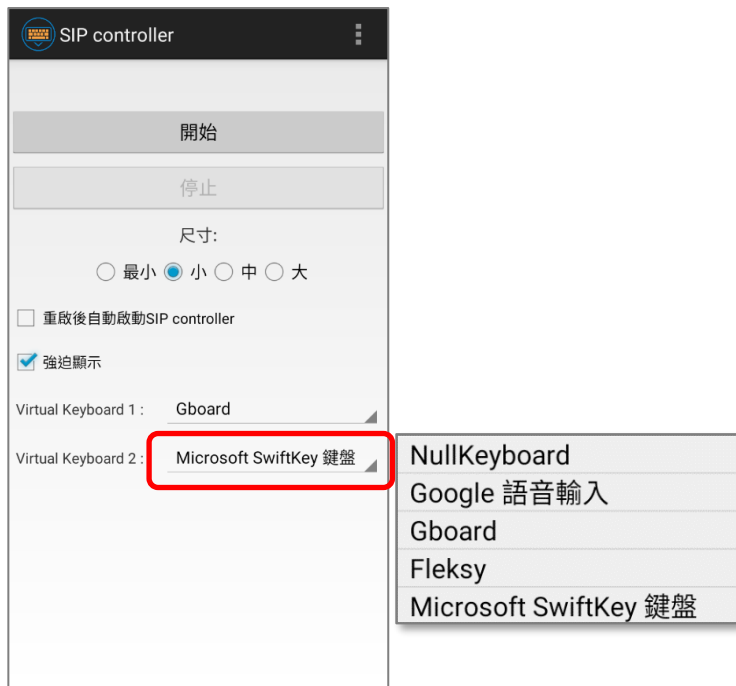 SIP controller
開始
停止
尺寸:
最小 小 中 大
重啟後自動啟動SIP controller
強迫顯示
Virtual Keyboard 1 : Gboard
Virtual Keyboard 2 : Microsoft SwiftKey 鍵盤
NullKeyboard
Google 語音輸入
Gboard
Fleksy
Microsoft SwiftKey 鍵盤